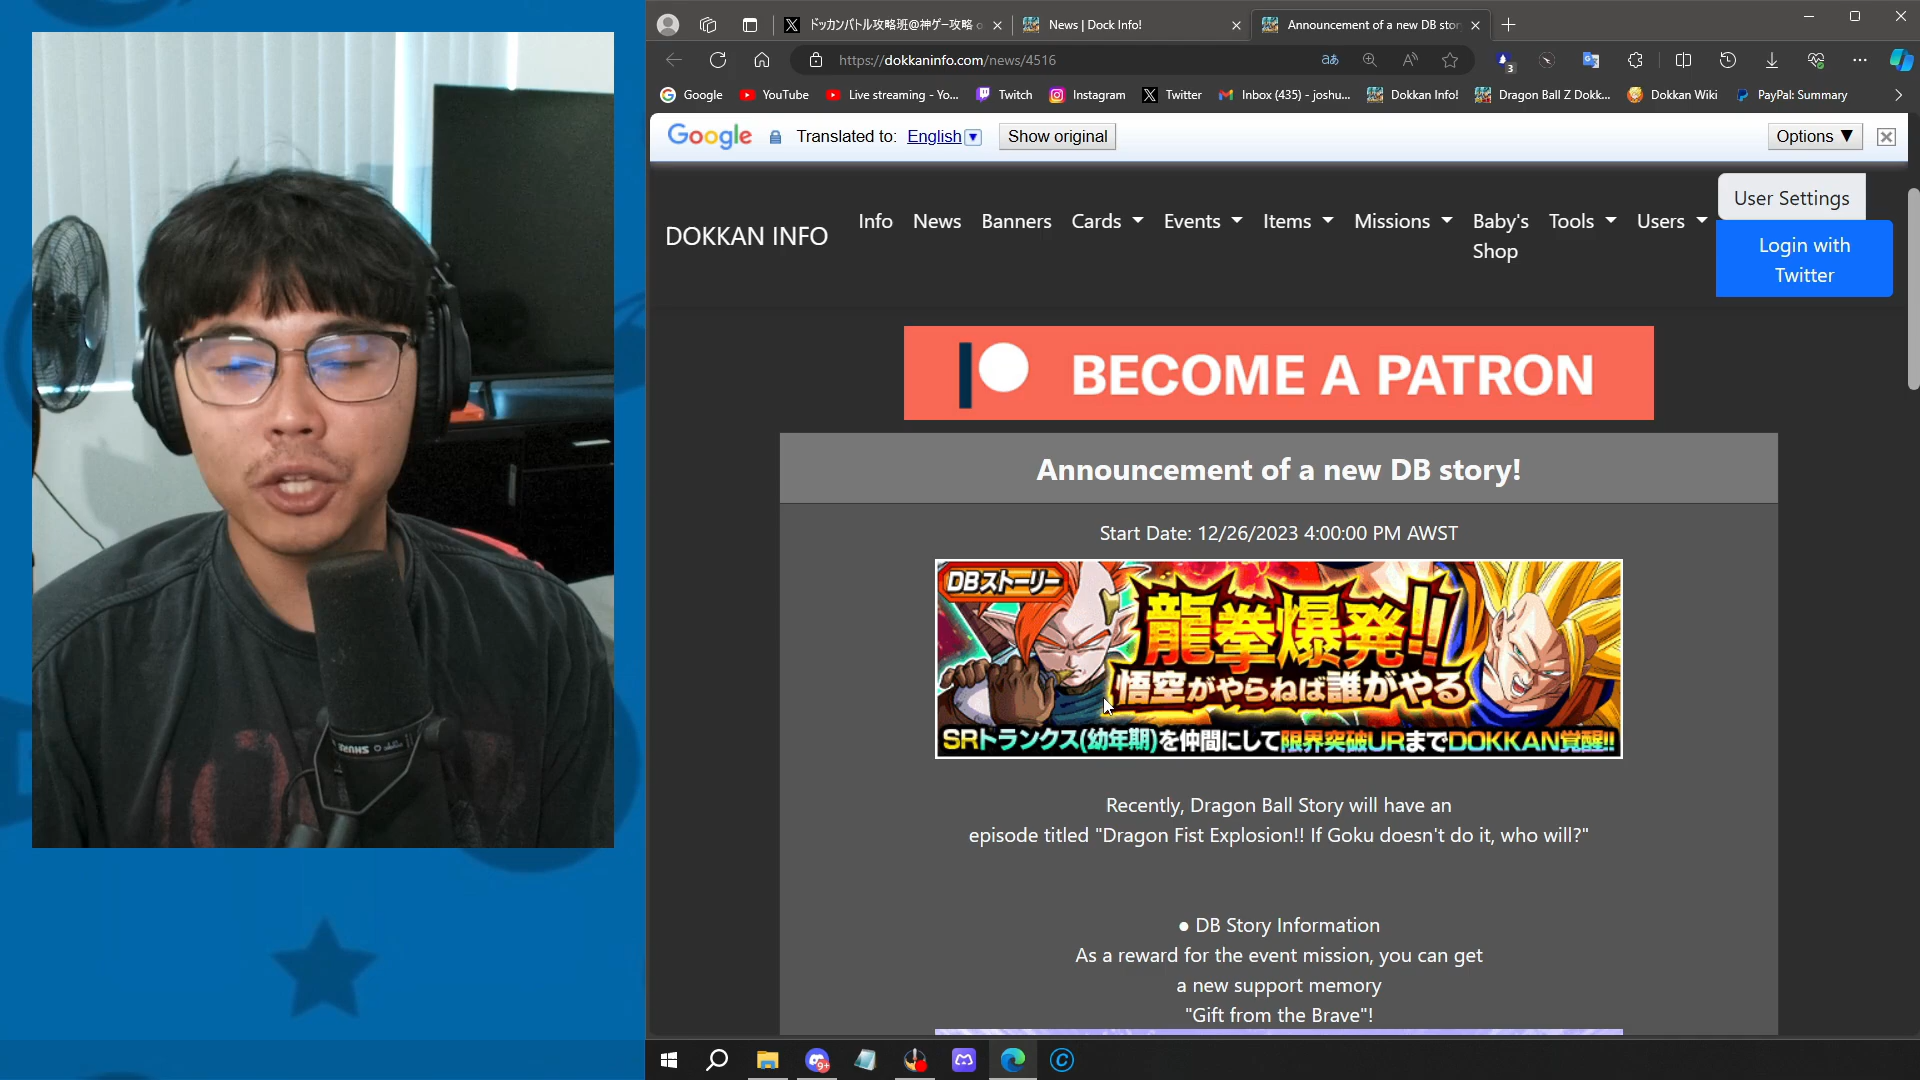 ドッカンバトル攻略班@神ゲー攻略
News | Dock Info!
Announcement of a new DB stor
https://dokkaninfo.com/news/4516
3
Google
YouTube
Live streaming - Yo...
Twitch
Instagram
Twitter
Inbox (435) - joshu...
Dokkan Info!
Dragon Ball Z Dokk...
Dokkan Wiki
PayPal: Summary
Google
Translated to: English
Show original
Options ▼
DOKKAN INFO
Info
News
Banners
Cards
Events
Items
Missions
Baby's
Shop
Tools
Users
User Settings
Login with
Twitter
BECOME A PATRON
Announcement of a new DB story!
Start Date: 12/26/2023 4:00:00 PM AWST
DBストーリー
龍拳爆発!!
悟空がやらねば誰がやる
SRトランクス(幼年期)を仲間にして限界突破URまでDOKKAN覚醒!!
Recently, Dragon Ball Story will have an
episode titled "Dragon Fist Explosion!! If Goku doesn't do it, who will?"
● DB Story Information
As a reward for the event mission, you can get
a new support memory
"Gift from the Brave"!
9+
SHURE